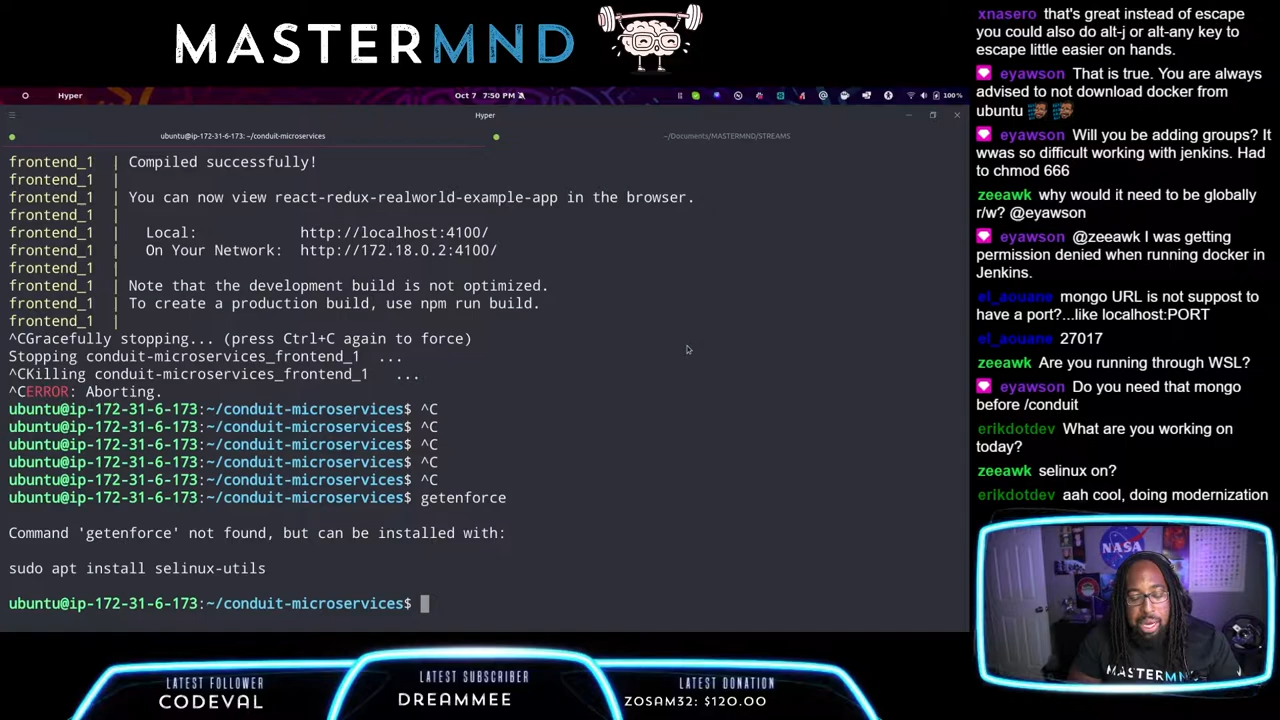 MASTERMND
Hyper
Oct 7 7:50 PM
100%
Hyper
ubuntu@ip-172-31-6-173: ~/conduit-microservices
~/Documents/MASTERMND/STREAMS
frontend_1 | Compiled successfully!
frontend_1 |
frontend_1 | You can now view react-redux-realworld-example-app in the browser.
frontend_1 |
frontend_1 | Local: http://localhost:4100/
frontend_1 | On Your Network: http://172.18.0.2:4100/
frontend_1 |
frontend_1 | Note that the development build is not optimized.
frontend_1 | To create a production build, use npm run build.
frontend_1 |
^CGracefully stopping... (press Ctrl+C again to force)
Stopping conduit-microservices_frontend_1 ...
^CKilling conduit-microservices_frontend_1 ...
^CERROR: Aborting.
ubuntu@ip-172-31-6-173:~/conduit-microservices$ ^C
ubuntu@ip-172-31-6-173:~/conduit-microservices$ ^C
ubuntu@ip-172-31-6-173:~/conduit-microservices$ ^C
ubuntu@ip-172-31-6-173:~/conduit-microservices$ ^C
ubuntu@ip-172-31-6-173:~/conduit-microservices$ ^C
ubuntu@ip-172-31-6-173:~/conduit-microservices$ getenforce
Command 'getenforce' not found, but can be installed with:
sudo apt install selinux-utils
ubuntu@ip-172-31-6-173:~/conduit-microservices$
xnasero that's great instead of escape
you could also do alt-j or alt-any key to
escape little easier on hands.
eyawson That is true. You are always
advised to not download docker from
ubuntu
eyawson Will you be adding groups? It
wwas so difficult working with jenkins. Had
to chmod 666
zeeawk why would it need to be globally
r/w? @eyawson
eyawson @zeeawk I was getting
permission denied when running docker in
Jenkins.
el_aouane mongo URL is not suppost to
have a port?...like localhost:PORT
el_aouane 27017
zeeawk Are you running through WSL?
eyawson Do you need that mongo
before /conduit
erikdotdev What are you working on
today?
zeeawk selinux on?
erikdotdev aah cool, doing modernization
NASA
MASTERMND
LATEST FOLLOWER
CODEVAL
LATEST SUBSCRIBER
DREAMMEE
LATEST DONATION
ZOSAM32: $120.00